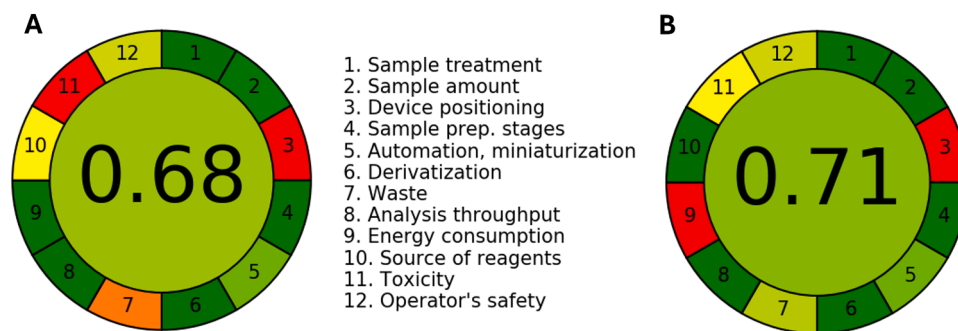 A
12
1
2
3
4
5
6
7
8
9
10
11
0.68
1. Sample treatment
2. Sample amount
3. Device positioning
4. Sample prep. stages
5. Automation, miniaturization
6. Derivatization
7. Waste
8. Analysis throughput
9. Energy consumption
10. Source of reagents
11. Toxicity
12. Operator's safety
B
12
1
2
3
4
5
6
7
8
9
10
11
0.71